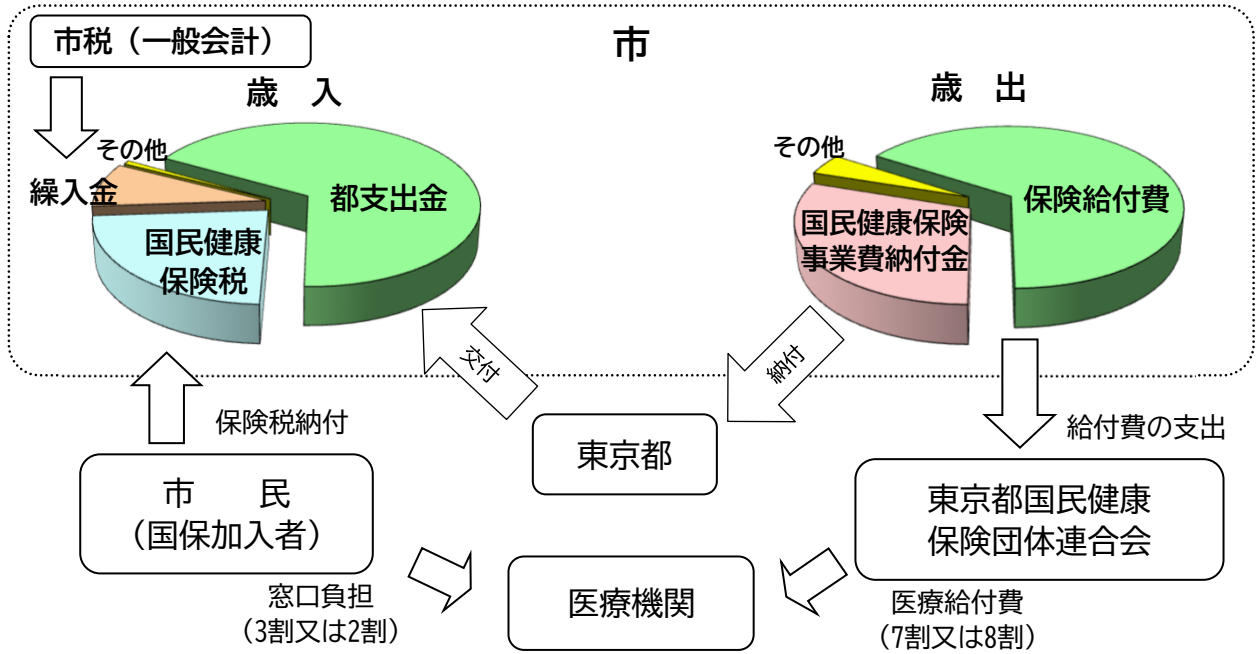 市税（一般会計）
市
歳　入
歳　出
その他
繰入金
都支出金
国民健康
保険税
その他
保険給付費
国民健康保険
事業費納付金
交付
納付
保険税納付
給付費の支出
東京都
市　　民
（国保加入者）
東京都国民健康
保険団体連合会
医療機関
窓口負担
（3割又は2割）
医療給付費
（7割又は8割）